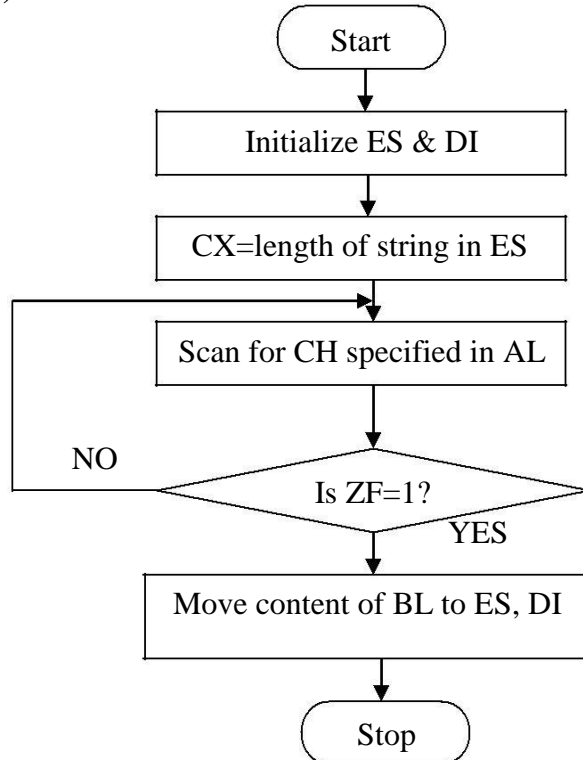 )
Start
Initialize ES & DI
CX=length of string in ES
Scan for CH specified in AL
NO
Is ZF=1?
YES
Move content of BL to ES, DI
Stop